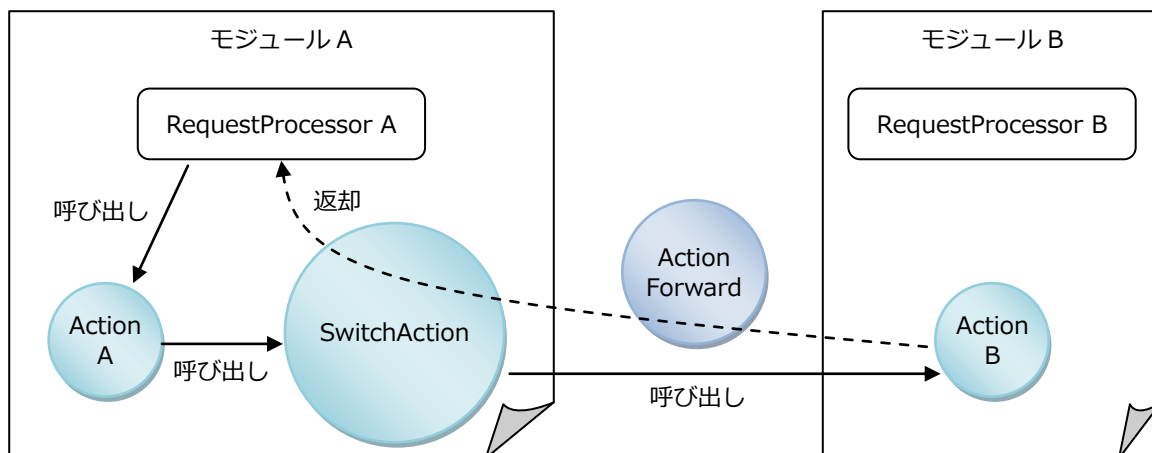 モジュール A
モジュール B
RequestProcessor A
RequestProcessor B
呼び出し
返却
Action
Forward
Action
A
SwitchAction
Action
B
呼び出し
呼び出し